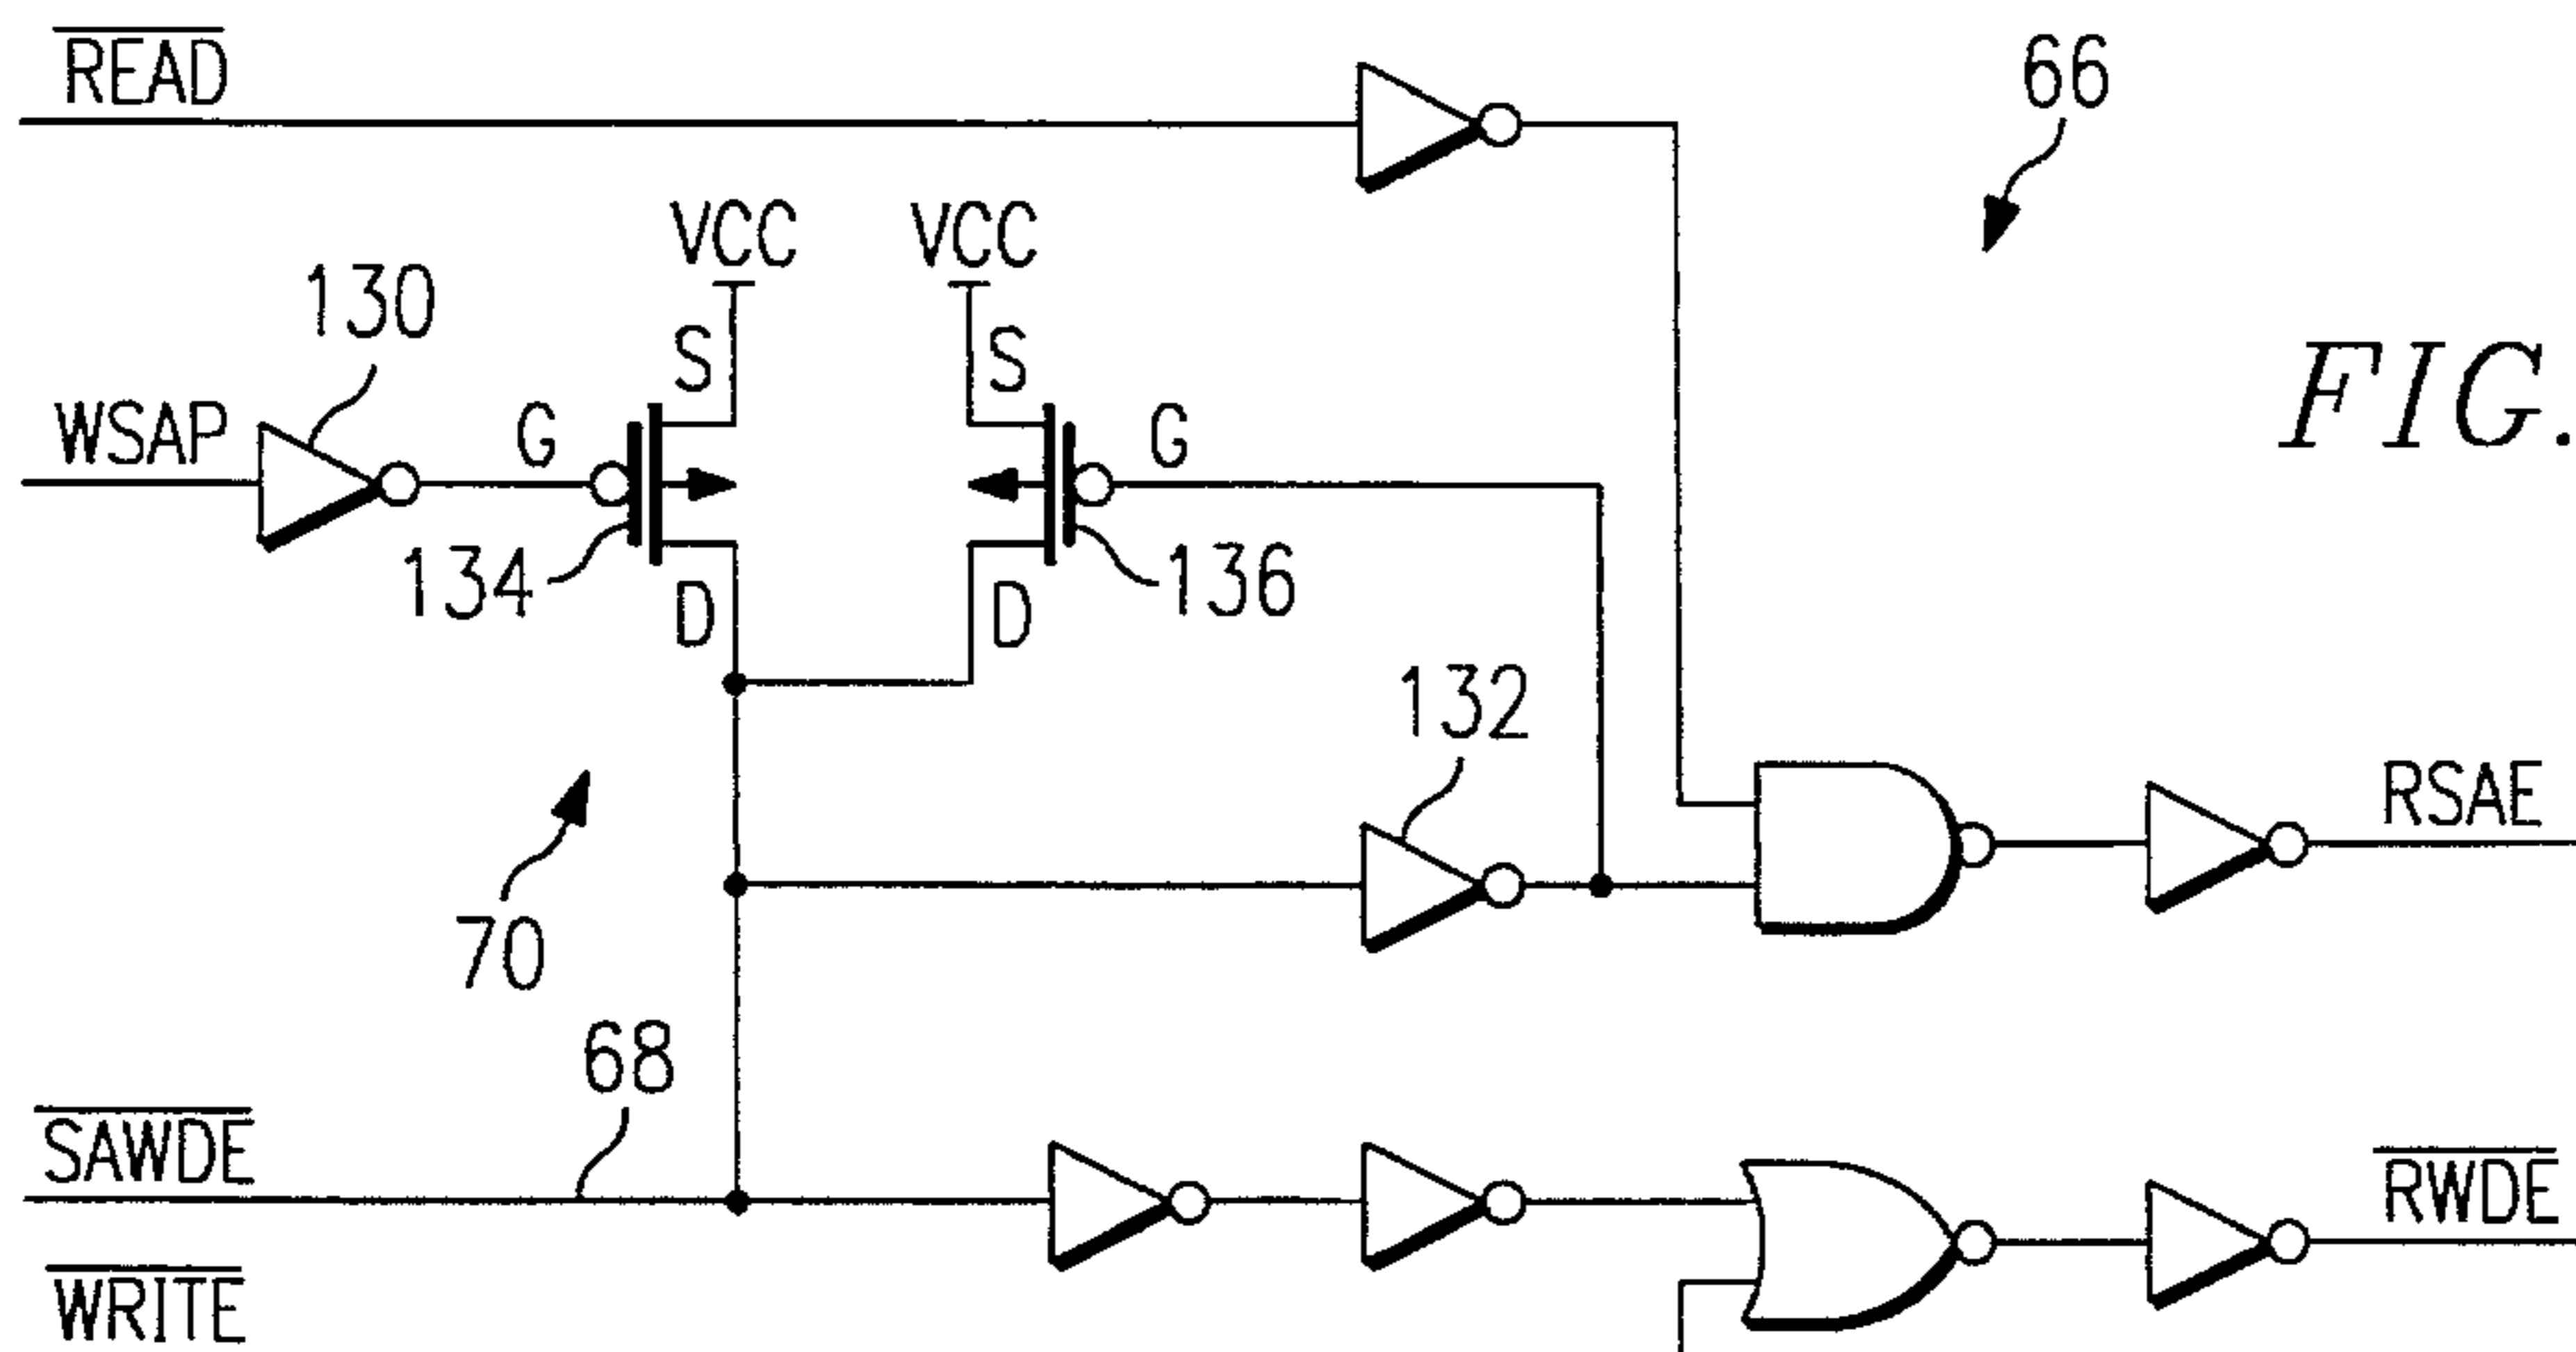 READ
66
VCC VCC
130
S S
FIG.
WSAP G G
134 136
D D
132
RSAE
70
68
SAWDE
RWDE
WRITE